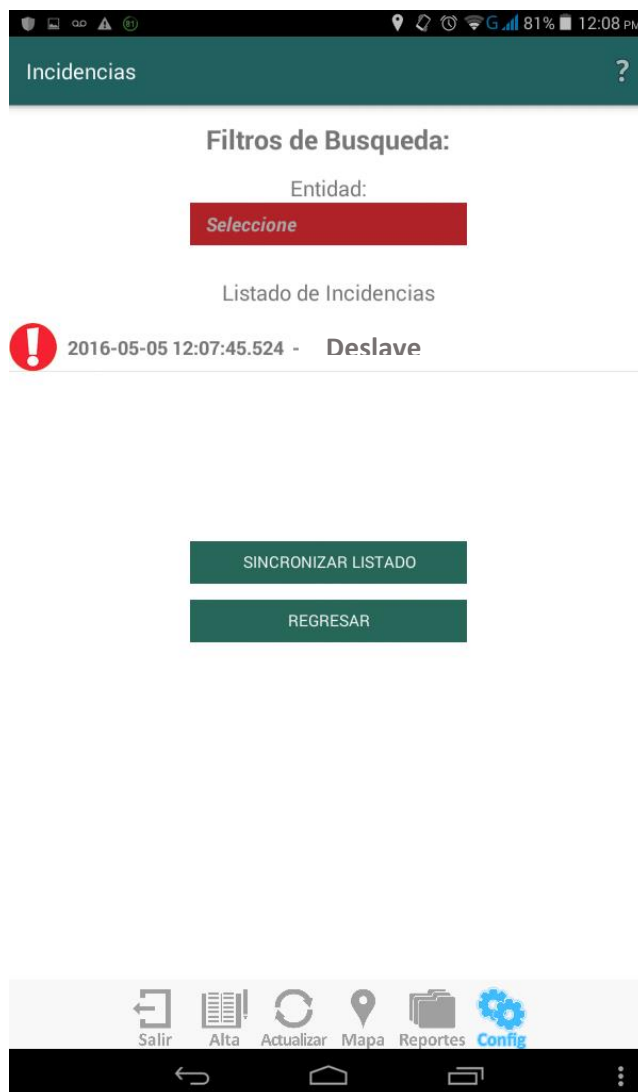 81
G 81% 12:08 PM
Incidencias ?
Filtros de Busqueda:
Entidad:
Seleccione
Listado de Incidencias
2016-05-05 12:07:45.524 - Deslave
SINCRONIZAR LISTADO
REGRESAR
Salir Alta Actualizar Mapa Reportes Config